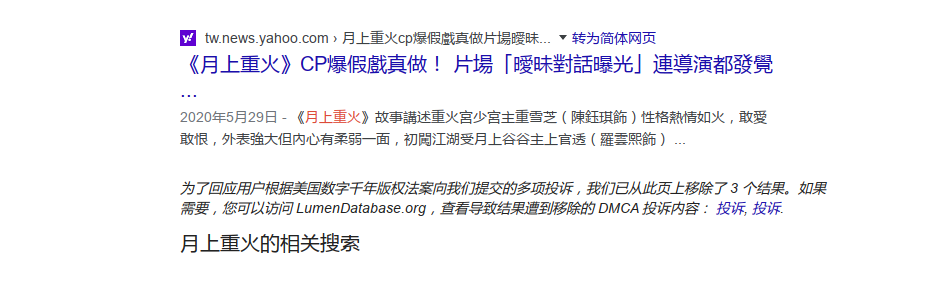 tw.news.yahoo.com › 月上重火cp爆假戲真做片場曖昧... 转为简体网页
《月上重火》CP爆假戲真做！ 片場「曖昧對話曝光」連導演都發覺
...
2020年5月29日 - 《月上重火》故事講述重火宮少宮主重雪芝（陳鈺琪飾）性格熱情如火，敢愛
敢恨，外表強大但内心有柔弱一面，初闖江湖受月上谷谷主上官透（羅雲熙飾） ...
为了回应用户根据美国数字千年版权法案向我们提交的多项投诉，我们已从此页上移除了 3 个结果。如果
需要，您可以访问 LumenDatabase.org，查看导致结果遭到移除的 DMCA 投诉内容： 投诉, 投诉.
月上重火的相关搜索